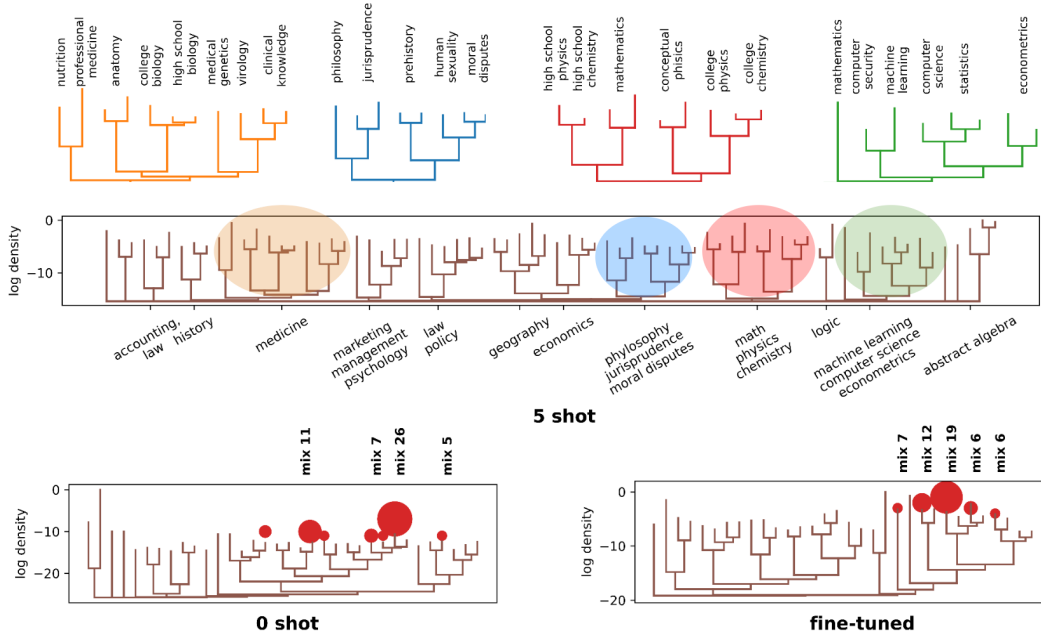 nutrition
professional
medicine
anatomy
college
biology
high school
biology
medical
genetics
virology
clinical
knowledge
philosophy
jurisprudence
prehistory
human
sexuality
moral
disputes
high school
physics
high school
chemistry
mathematics
conceptual
phisics
college
physics
college
chemistry
mathematics
computer
security
machine
learning
computer
science
statistics
econometrics
log density
0
−10
accounting,
law
history
medicine
marketing
management
psychology
law
policy
geography
economics
phylosophy
jurisprudence
moral disputes
math
physics
chemistry
logic
machine learning
computer science
econometrics
abstract algebra
5 shot
mix 11
mix 7
mix 26
mix 5
log density
0
−10
−20
0 shot
mix 7
mix 12
mix 19
mix 6
mix 6
log density
0
−10
−20
fine-tuned